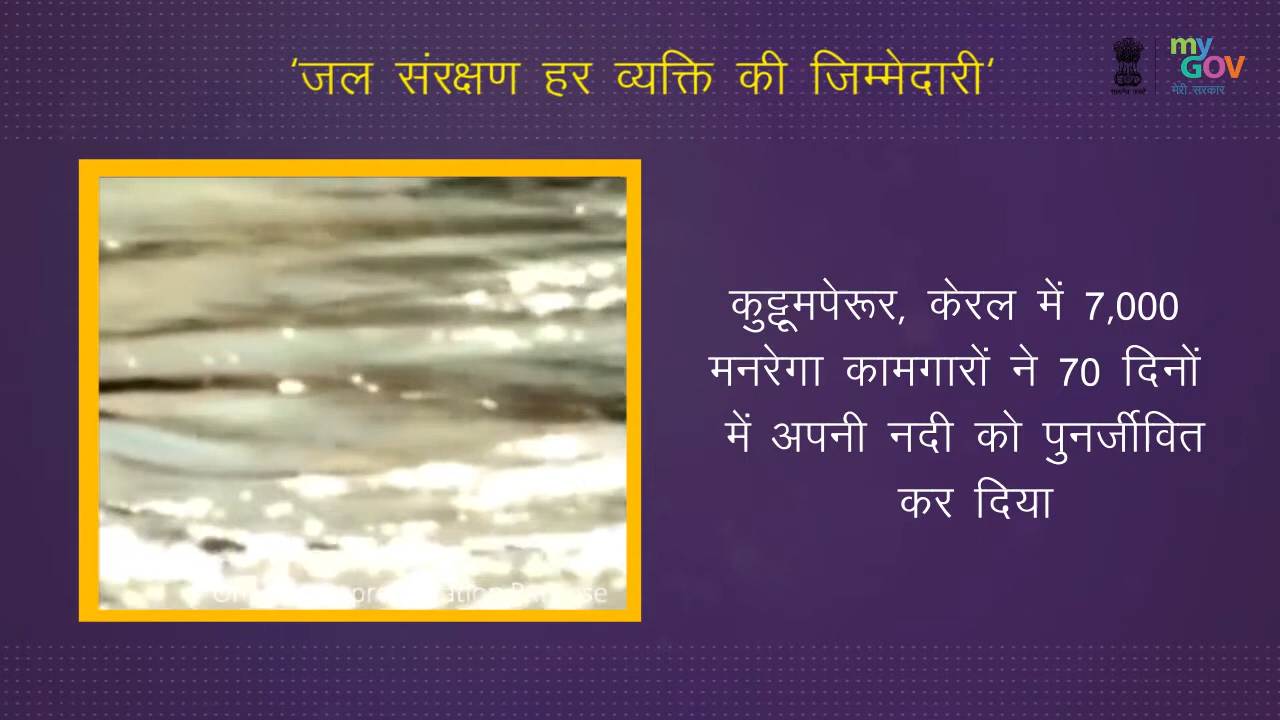 ‘जल संरक्षण हर व्यक्ति की जिम्मेदारी‘
my
GOV
मेरी सरकार
कुट्टूमपेरूर, केरल में 7,000
मनरेगा कामगारों ने 70 दिनों
में अपनी नदी को पुनर्जीवित
कर दिया